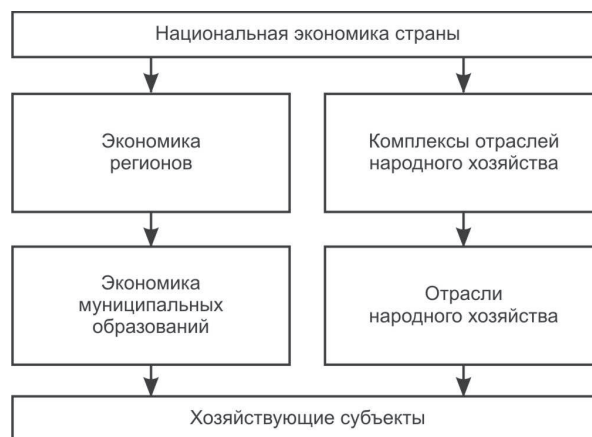 Национальная экономика страны
Экономика
регионов
Комплексы отраслей
народного хозяйства
Экономика
муниципальных
образований
Отрасли
народного хозяйства
Хозяйствующие субъекты